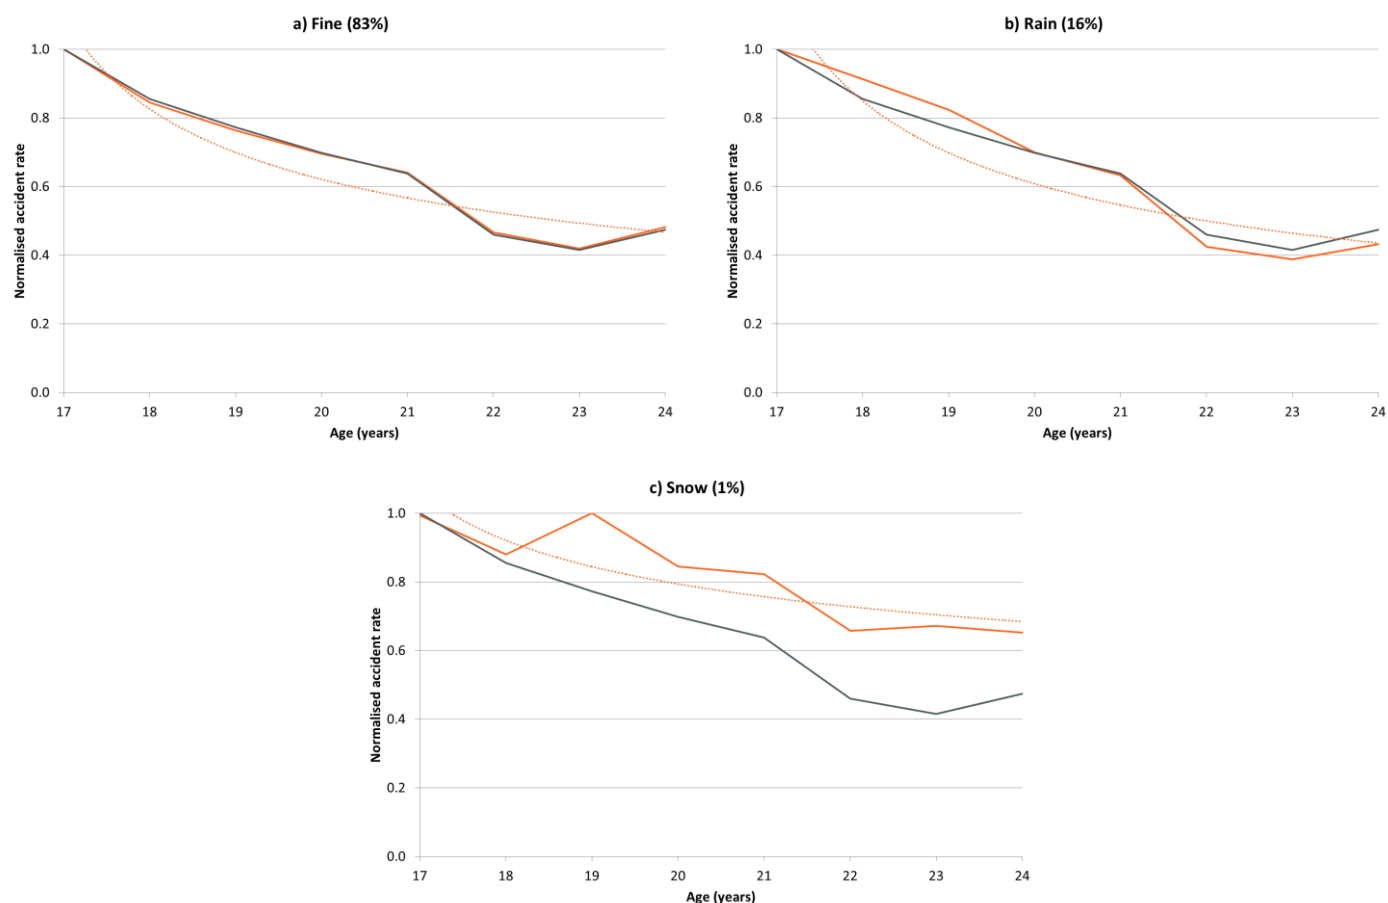 a) Fine (83%)
1.0
0.8
0.6
0.4
0.2
0.0
Normalised accident rate
17 18 19 20 21 22 23 24
Age (years)
b) Rain (16%)
1.0
0.8
0.6
0.4
0.2
0.0
Normalised accident rate
17 18 19 20 21 22 23 24
Age (years)
c) Snow (1%)
1.0
0.8
0.6
0.4
0.2
0.0
Normalised accident rate
17 18 19 20 21 22 23 24
Age (years)